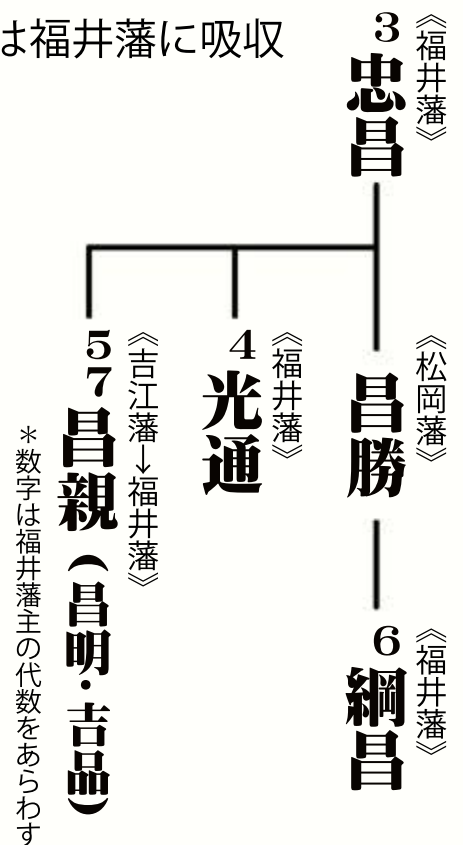 は福井藩に吸収
《福井藩》
3 忠昌
《松岡藩》
昌勝
《福井藩》
6 綱昌
《福井藩》
4 光通
《吉江藩→福井藩》
5 7 昌親（昌明・吉品）
＊数字は福井藩主の代数をあらわす